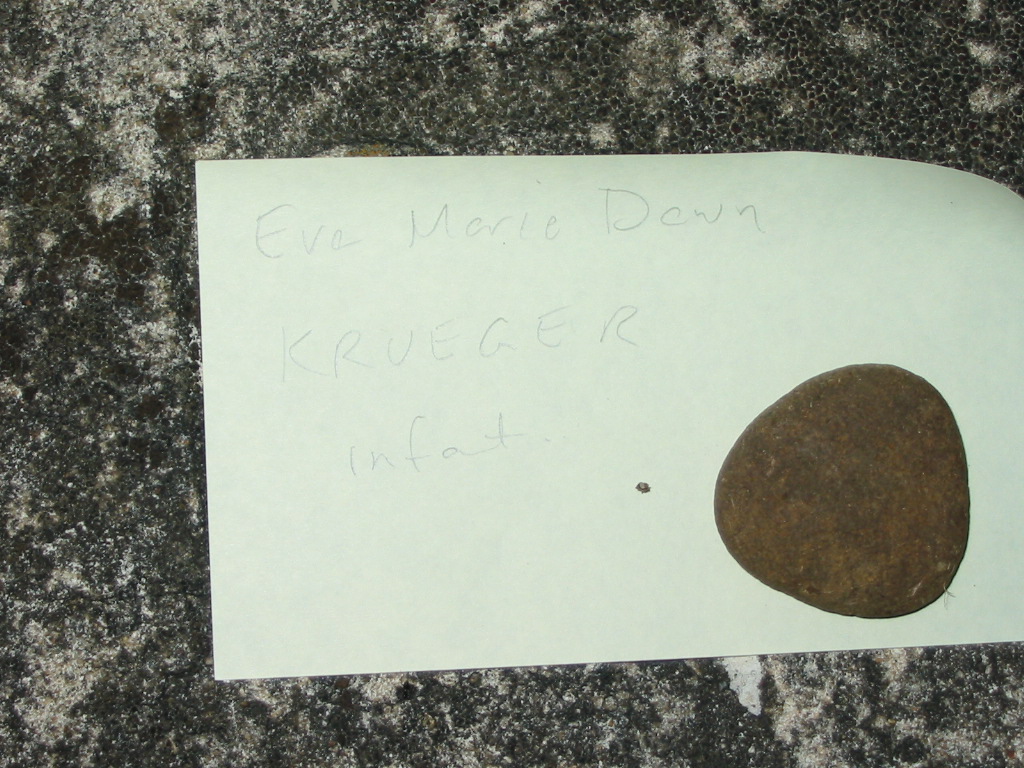 Eva Marie Dawn
KRUEGER
infant.